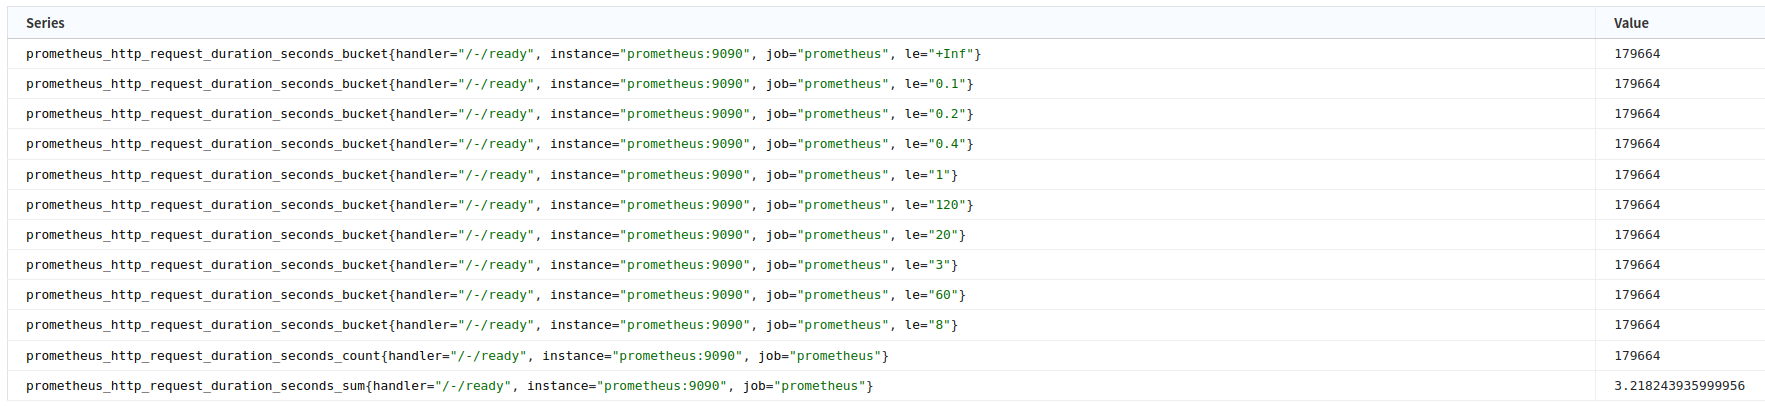 Series Value
prometheus_http_request_duration_seconds_bucket{handler="/-/ready", instance="prometheus:9090", job="prometheus", le="+Inf"} 179664
prometheus_http_request_duration_seconds_bucket{handler="/-/ready", instance="prometheus:9090", job="prometheus", le="0.1"} 179664
prometheus_http_request_duration_seconds_bucket{handler="/-/ready", instance="prometheus:9090", job="prometheus", le="0.2"} 179664
prometheus_http_request_duration_seconds_bucket{handler="/-/ready", instance="prometheus:9090", job="prometheus", le="0.4"} 179664
prometheus_http_request_duration_seconds_bucket{handler="/-/ready", instance="prometheus:9090", job="prometheus", le="1"} 179664
prometheus_http_request_duration_seconds_bucket{handler="/-/ready", instance="prometheus:9090", job="prometheus", le="120"} 179664
prometheus_http_request_duration_seconds_bucket{handler="/-/ready", instance="prometheus:9090", job="prometheus", le="20"} 179664
prometheus_http_request_duration_seconds_bucket{handler="/-/ready", instance="prometheus:9090", job="prometheus", le="3"} 179664
prometheus_http_request_duration_seconds_bucket{handler="/-/ready", instance="prometheus:9090", job="prometheus", le="60"} 179664
prometheus_http_request_duration_seconds_bucket{handler="/-/ready", instance="prometheus:9090", job="prometheus", le="8"} 179664
prometheus_http_request_duration_seconds_count{handler="/-/ready", instance="prometheus:9090", job="prometheus"} 179664
prometheus_http_request_duration_seconds_sum{handler="/-/ready", instance="prometheus:9090", job="prometheus"} 3.218243935999956